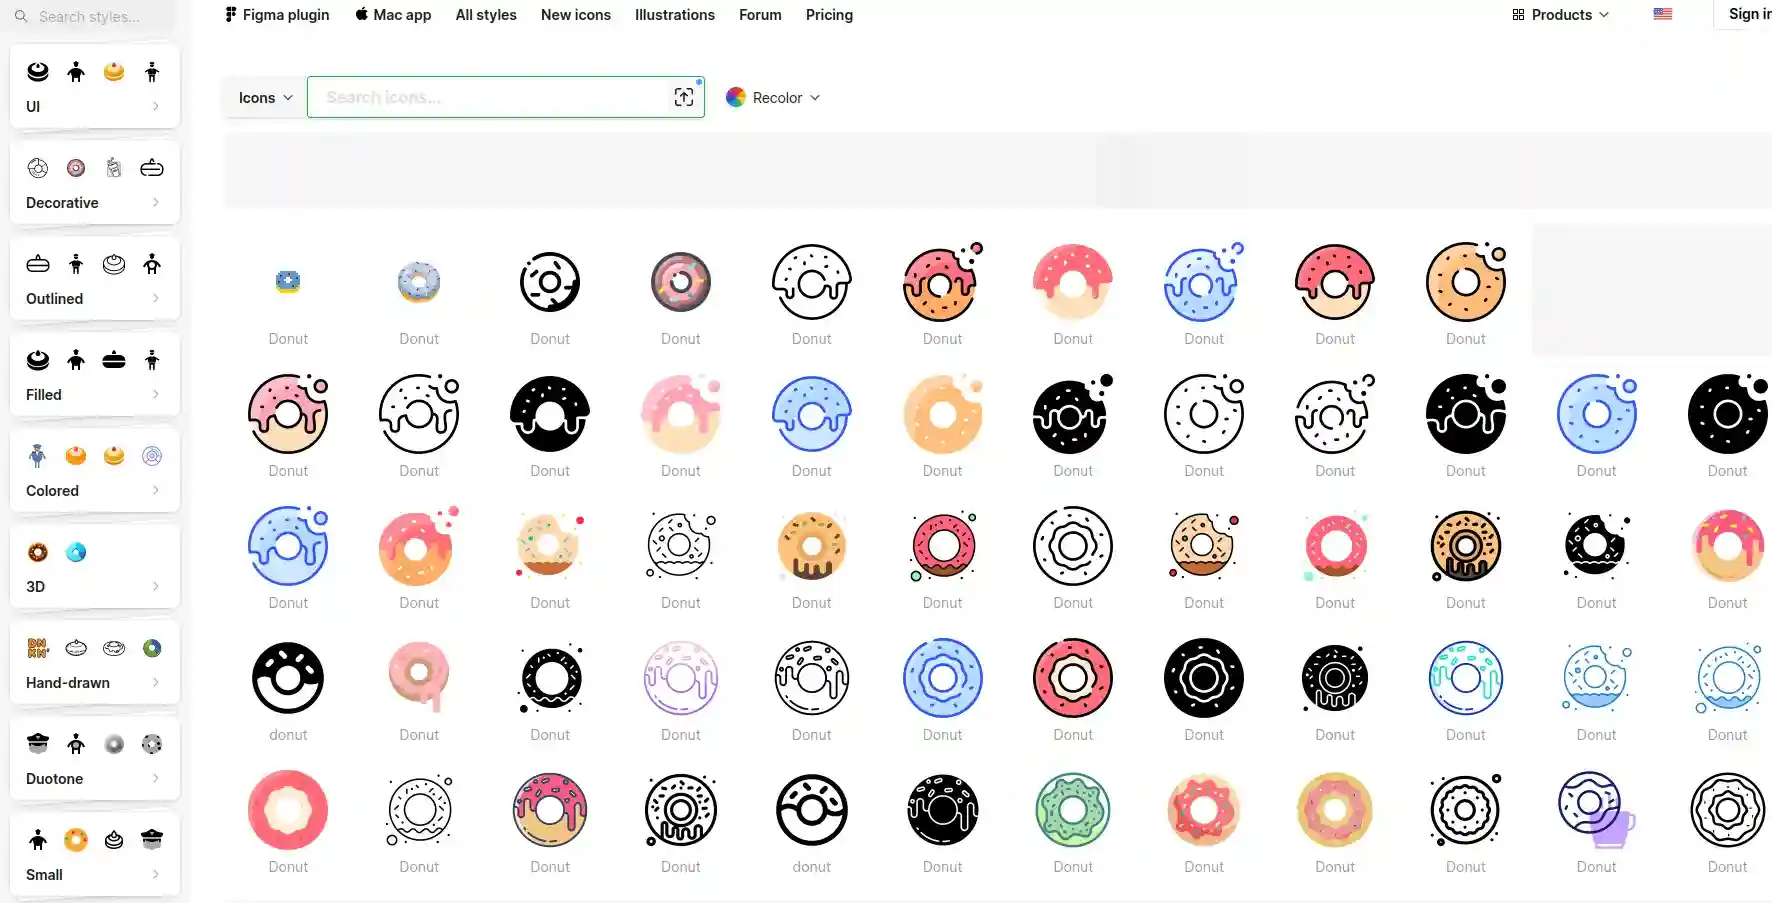 Search styles...
Figma plugin
Mac app
All styles
New icons
Illustrations
Forum
Pricing
Products
Sign in
UI
Decorative
Outlined
Filled
Colored
3D
DN
KN'
Hand-drawn
Duotone
Small
Icons
Search icons...
Recolor
Donut Donut Donut Donut Donut Donut Donut Donut Donut Donut
Donut Donut Donut Donut Donut Donut Donut Donut Donut Donut Donut Donut
Donut Donut Donut Donut Donut Donut Donut Donut Donut Donut Donut Donut
donut Donut Donut Donut Donut Donut Donut Donut Donut Donut Donut Donut
Donut Donut Donut Donut donut Donut Donut Donut Donut Donut Donut Donut